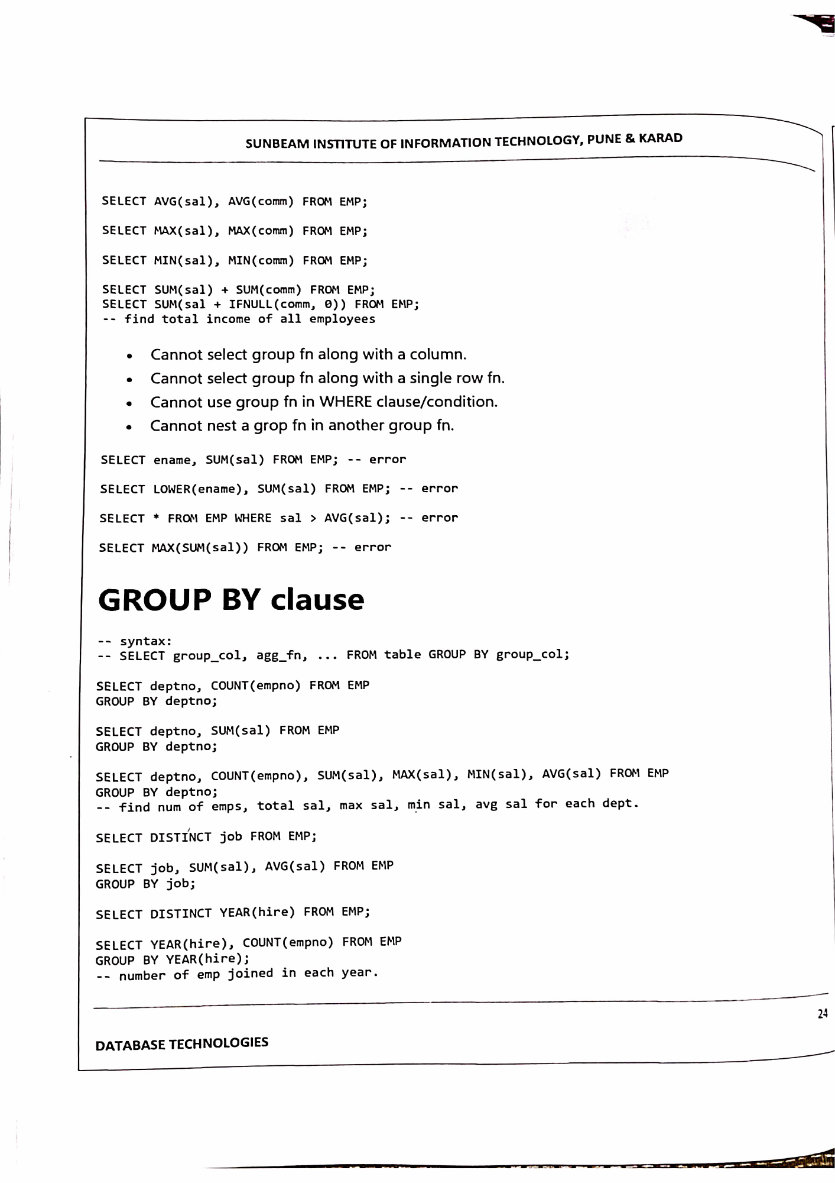 SUNBEAM INSTITUTE OF INFORMATION TECHNOLOGY, PUNE & KARAD
SELECT AVG(sal), AVG(comm) FROM EMP;
SELECT MAX(sal), MAX(comm) FROM EMP;
SELECT MIN(sal), MIN(comm) FROM EMP;
SELECT SUM(sal) + SUM(comm) FROM EMP;
SELECT SUM(sal + IFNULL(comm, 0)) FROM EMP;
-- find total income of all employees
• Cannot select group fn along with a column.
• Cannot select group fn along with a single row fn.
• Cannot use group fn in WHERE clause/condition.
• Cannot nest a grop fn in another group fn.
SELECT ename, SUM(sal) FROM EMP; -- error
SELECT LOWER(ename), SUM(sal) FROM EMP; -- error
SELECT * FROM EMP WHERE sal > AVG(sal); -- error
SELECT MAX(SUM(sal)) FROM EMP; -- error
GROUP BY clause
-- syntax:
-- SELECT group_col, agg_fn, ... FROM table GROUP BY group_col;
SELECT deptno, COUNT(empno) FROM EMP
GROUP BY deptno;
SELECT deptno, SUM(sal) FROM EMP
GROUP BY deptno;
SELECT deptno, COUNT(empno), SUM(sal), MAX(sal), MIN(sal), AVG(sal) FROM EMP
GROUP BY deptno;
-- find num of emps, total sal, max sal, min sal, avg sal for each dept.
SELECT DISTINCT job FROM EMP;
SELECT job, SUM(sal), AVG(sal) FROM EMP
GROUP BY job;
SELECT DISTINCT YEAR(hire) FROM EMP;
SELECT YEAR(hire), COUNT(empno) FROM EMP
GROUP BY YEAR(hire);
-- number of emp joined in each year.
24
DATABASE TECHNOLOGIES